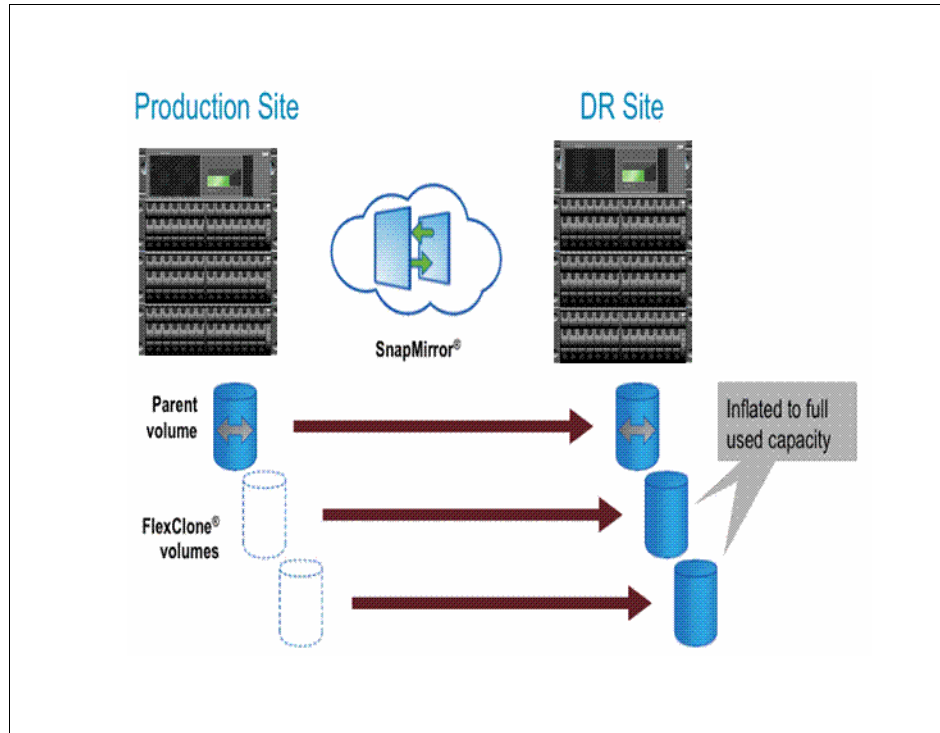 Production Site
DR Site
SnapMirror®
Parent
volume
Inflated to full
used capacity
FlexClone®
volumes